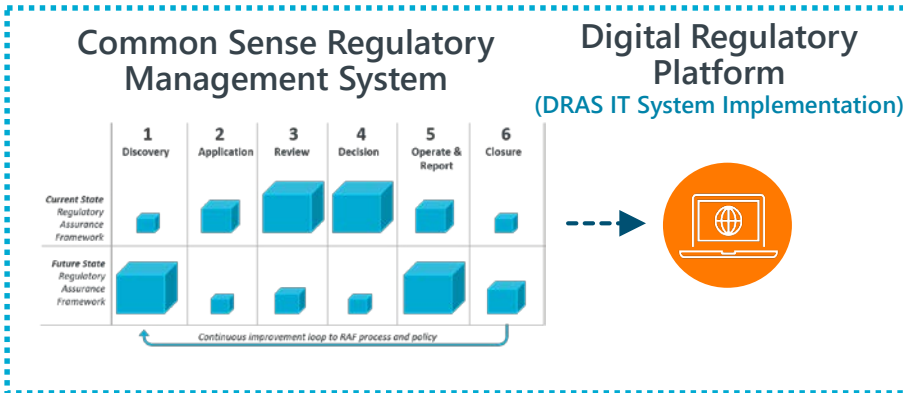 Common Sense Regulatory
Management System
Digital Regulatory
Platform
(DRAS IT System Implementation)
1 2 3 4 5 6
Discovery Application Review Decision Operate & Closure
Report
Current State
Regulatory
Assurance
Framework
Future State
Regulatory
Assurance
Framework
Continuous improvement loop to RAF process and policy